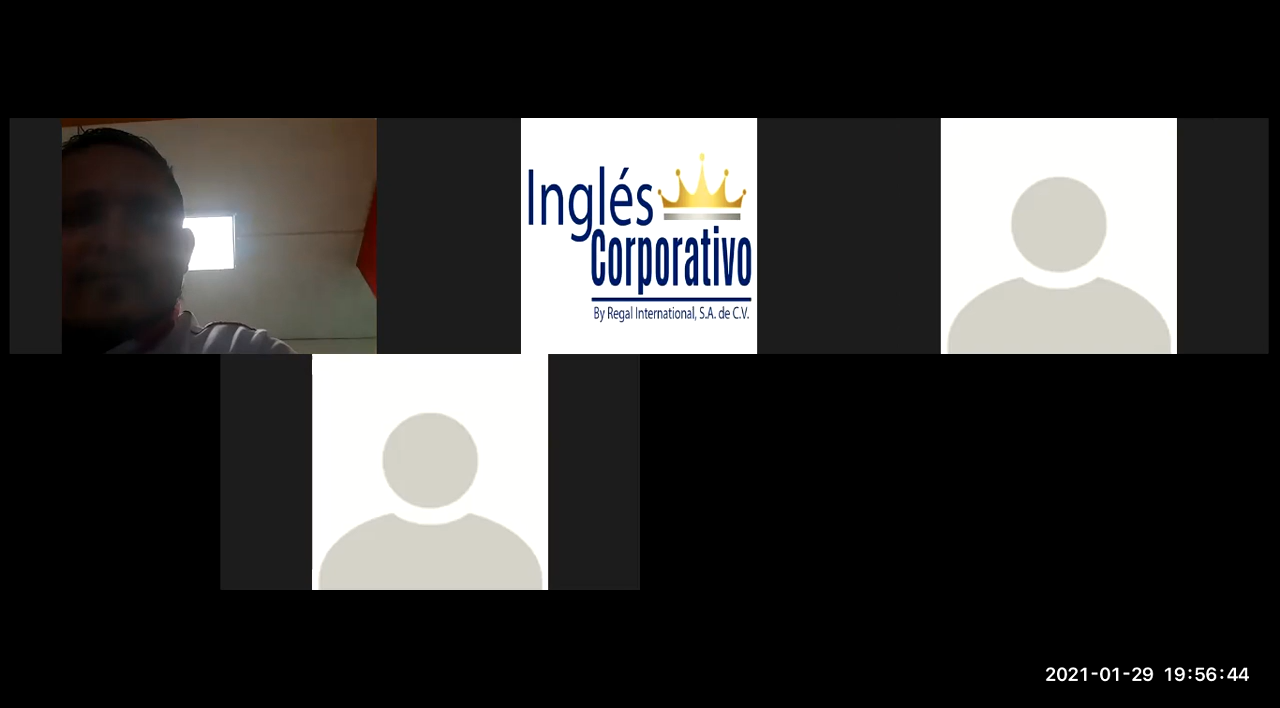 Inglés
Corporativo
By Regal International, S.A. de C.V.
2021-01-29 19:56:44